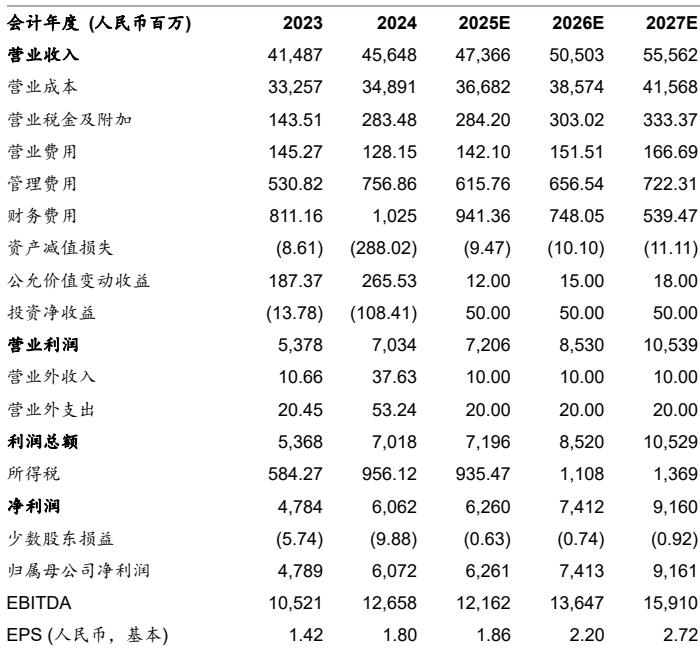 会计年度 (人民币百万) 2023 2024 2025E 2026E 2027E
营业收入 41,487 45,648 47,366 50,503 55,562
营业成本 33,257 34,891 36,682 38,574 41,568
营业税金及附加 143.51 283.48 284.20 303.02 333.37
营业费用 145.27 128.15 142.10 151.51 166.69
管理费用 530.82 756.86 615.76 656.54 722.31
财务费用 811.16 1,025 941.36 748.05 539.47
资产减值损失 (8.61) (288.02) (9.47) (10.10) (11.11)
公允价值变动收益 187.37 265.53 12.00 15.00 18.00
投资净收益 (13.78) (108.41) 50.00 50.00 50.00
营业利润 5,378 7,034 7,206 8,530 10,539
营业外收入 10.66 37.63 10.00 10.00 10.00
营业外支出 20.45 53.24 20.00 20.00 20.00
利润总额 5,368 7,018 7,196 8,520 10,529
所得税 584.27 956.12 935.47 1,108 1,369
净利润 4,784 6,062 6,260 7,412 9,160
少数股东损益 (5.74) (9.88) (0.63) (0.74) (0.92)
归属母公司净利润 4,789 6,072 6,261 7,413 9,161
EBITDA 10,521 12,658 12,162 13,647 15,910
EPS (人民币，基本) 1.42 1.80 1.86 2.20 2.72